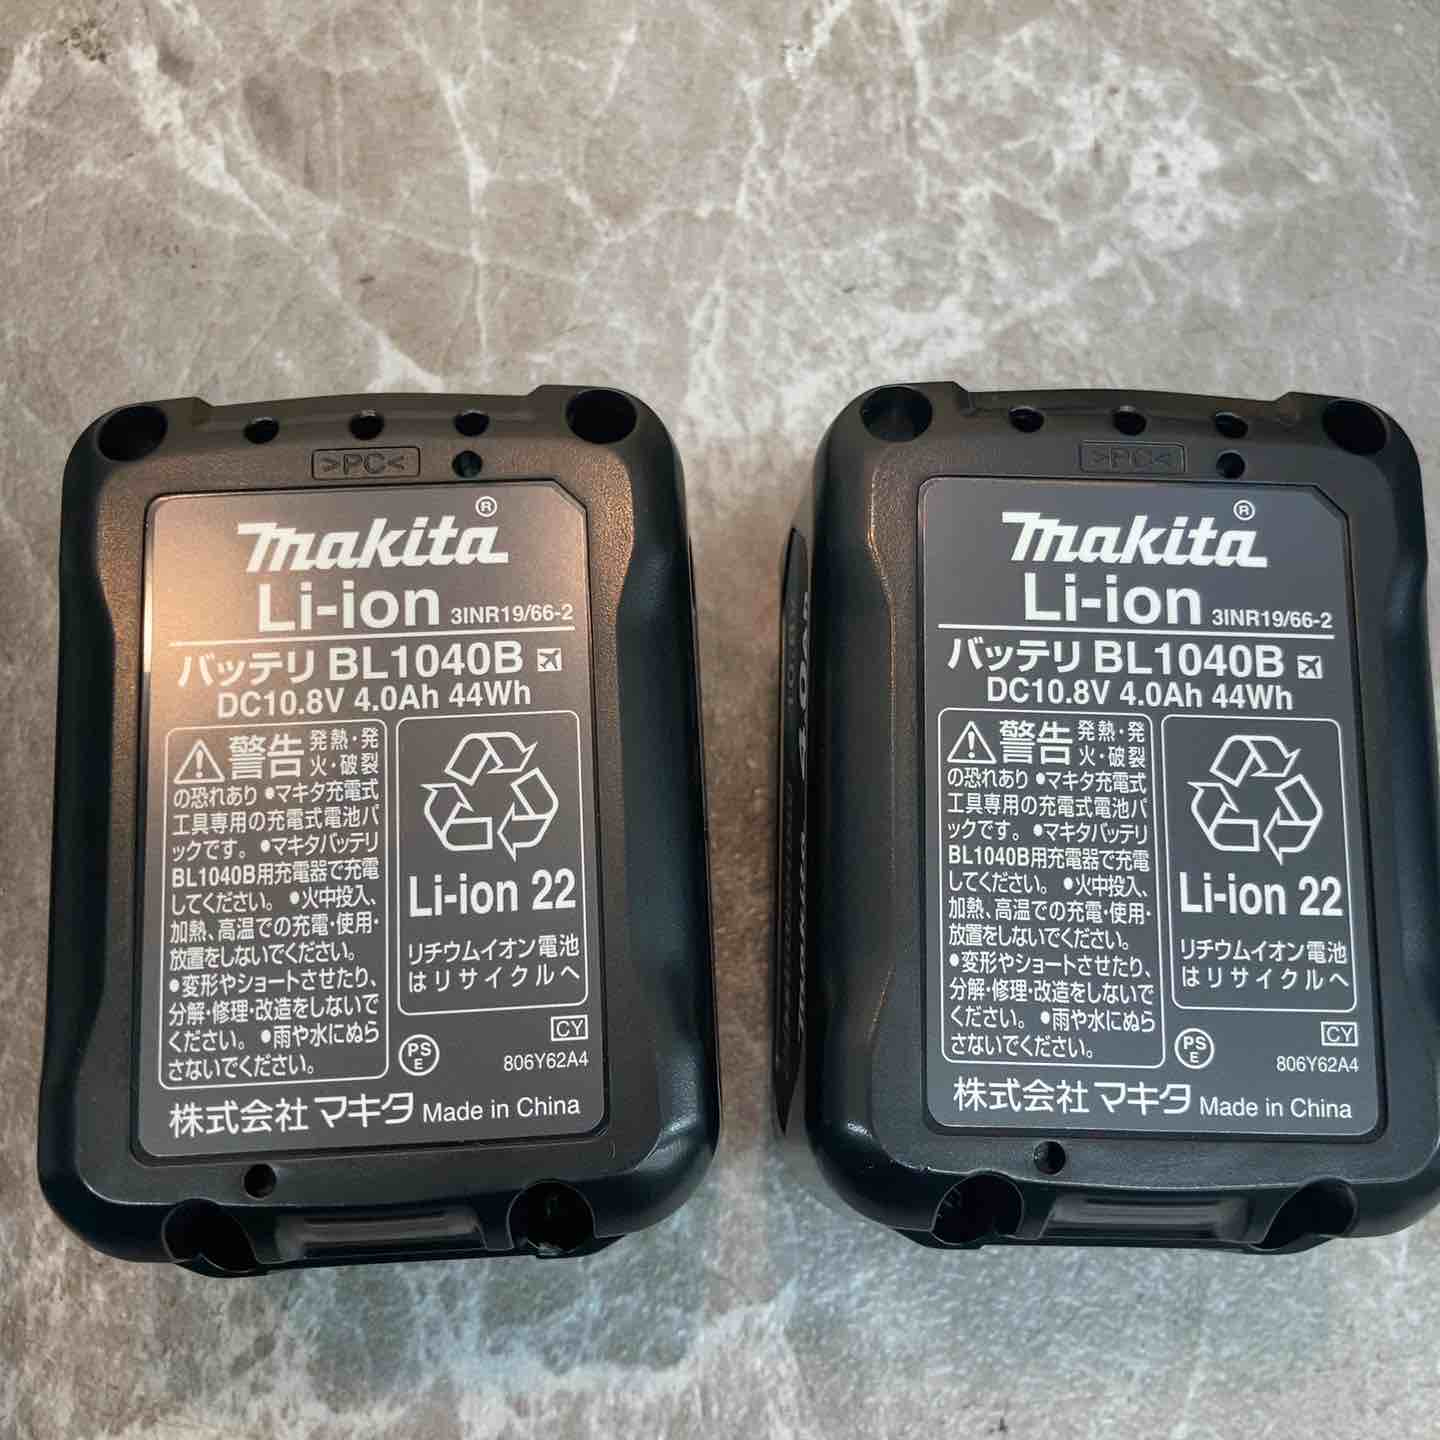 >PC<
makita®
Li-ion 3INR19/66-2
バッテリ BL1040B
DC10.8V 4.0Ah 44Wh
警告 発熱・発
火・破裂
の恐れあり •マキタ充電式
工具専用の充電式電池パ
ックです。 •マキタバッテリ
BL1040B用充電器で充電
してください。 •火中投入、
加熱、高温での充電・使用・
放置をしないでください。
•変形やショートさせたり、
分解・修理・改造をしないで
ください。 •雨や水にぬら
さないでください。
Li-ion 22
リチウムイオン電池
はリサイクルへ
CY
PS
E
806Y62A4
株式会社 マキタ Made in China
>PC<
makita®
Li-ion 3INR19/66-2
バッテリ BL1040B
DC10.8V 4.0Ah 44Wh
警告 発熱・発
火・破裂
の恐れあり •マキタ充電式
工具専用の充電式電池パ
ックです。 •マキタバッテリ
BL1040B用充電器で充電
してください。 •火中投入、
加熱、高温での充電・使用・
放置をしないでください。
•変形やショートさせたり、
分解・修理・改造をしないで
ください。 •雨や水にぬら
さないでください。
Li-ion 22
リチウムイオン電池
はリサイクルへ
CY
PS
E
806Y62A4
株式会社 マキタ Made in China
4.0Ah